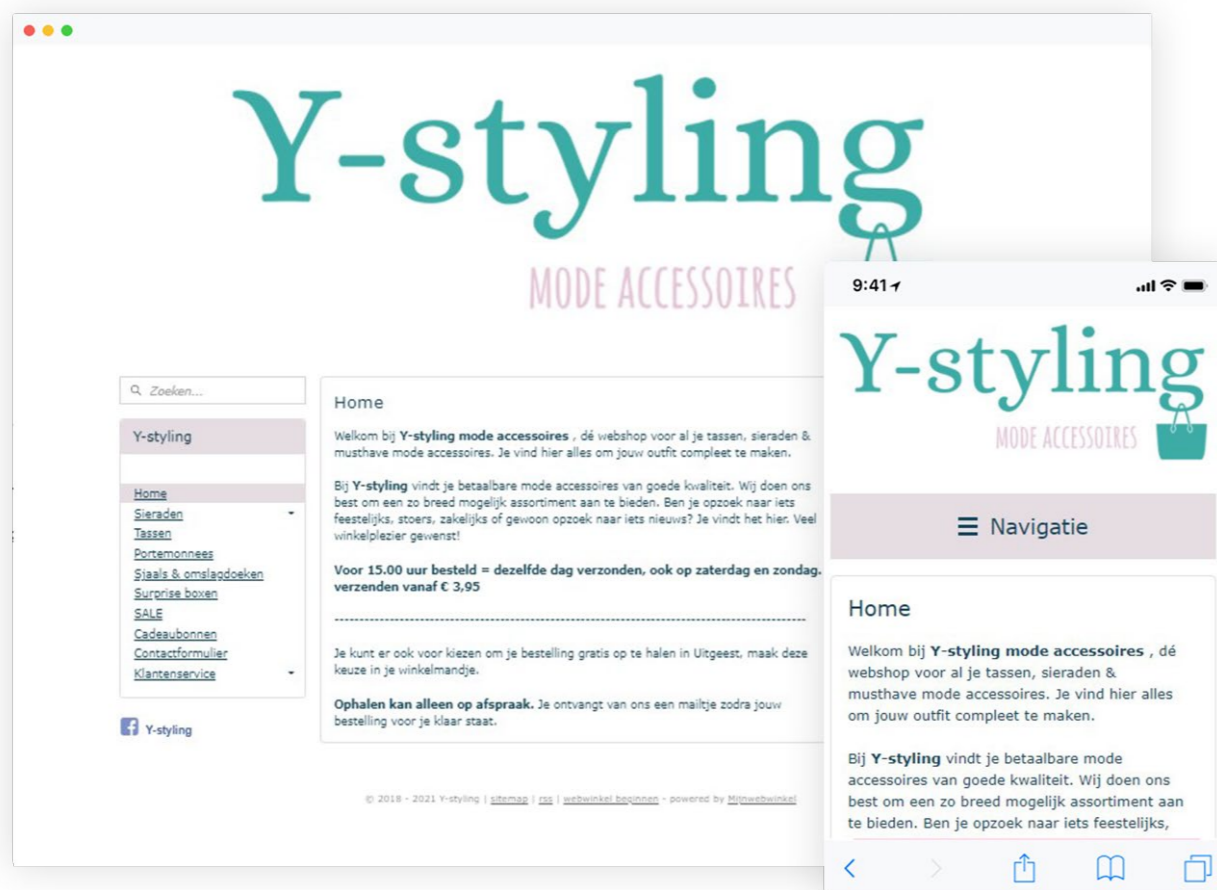 Y-styling
MODE ACCESSOIRES
Zoeken...
Y-styling
Home
Sieraden
Tassen
Portemonnees
Sjaals & omslagdoeken
Surprise boxen
SALE
Cadeaubonnen
Contactformulier
Klantenservice
Y-styling
Home
Welkom bij Y-styling mode accessoires , dé webshop voor al je tassen, sieraden &
musthave mode accessoires. Je vind hier alles om jouw outfit compleet te maken.
Bij Y-styling vindt je betaalbare mode accessoires van goede kwaliteit. Wij doen ons
best om een zo breed mogelijk assortiment aan te bieden. Ben je opzoek naar iets
feestelijks, stoers, zakelijks of gewoon opzoek naar iets nieuws? Je vindt het hier. Veel
winkelplezier gewenst!
Voor 15.00 uur besteld = dezelfde dag verzonden, ook op zaterdag en zondag.
verzenden vanaf € 3,95
----------------------------------------------------------------------------------------------
Je kunt er ook voor kiezen om je bestelling gratis op te halen in Uitgeest, maak deze
keuze in je winkelmandje.
Ophalen kan alleen op afspraak. Je ontvangt van ons een mailtje zodra jouw
bestelling voor je klaar staat.
© 2018 - 2021 Y-styling | sitemap | rss | webwinkel beginnen - powered by Mijnwebwinkel
9:41
Y-styling
MODE ACCESSOIRES
Navigatie
Home
Welkom bij Y-styling mode accessoires , dé
webshop voor al je tassen, sieraden &
musthave mode accessoires. Je vind hier alles
om jouw outfit compleet te maken.
Bij Y-styling vindt je betaalbare mode
accessoires van goede kwaliteit. Wij doen ons
best om een zo breed mogelijk assortiment aan
te bieden. Ben je opzoek naar iets feestelijks,